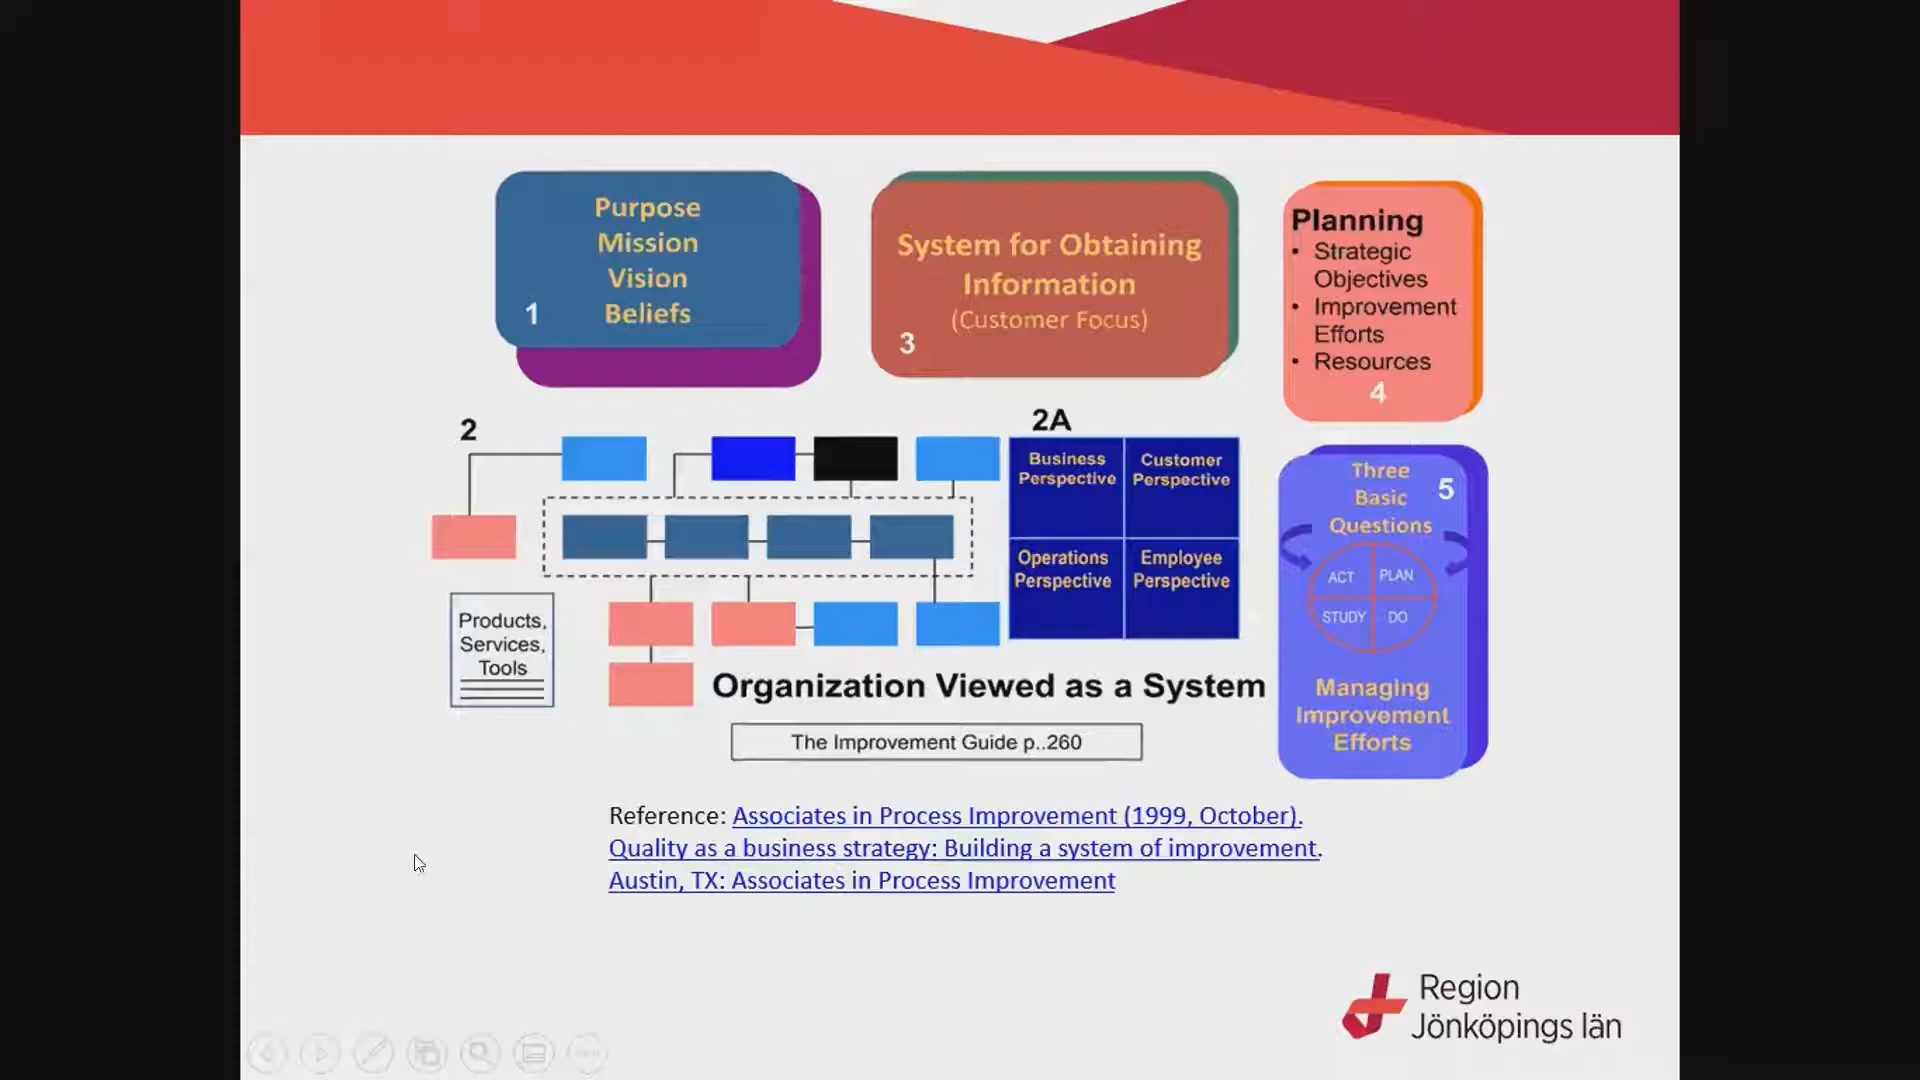 Purpose
Mission
Vision
Beliefs
1
System for Obtaining
Information
(Customer Focus)
3
Planning
• Strategic
Objectives
• Improvement
Efforts
• Resources
4
2
2A
Business
Perspective
Customer
Perspective
Operations
Perspective
Employee
Perspective
Products,
Services,
Tools
Organization Viewed as a System
The Improvement Guide p..260
Three
Basic
Questions
5
ACT
PLAN
STUDY
DO
Managing
Improvement
Efforts
Reference: Associates in Process Improvement (1999, October).
Quality as a business strategy: Building a system of improvement.
Austin, TX: Associates in Process Improvement
Region
Jönköpings län